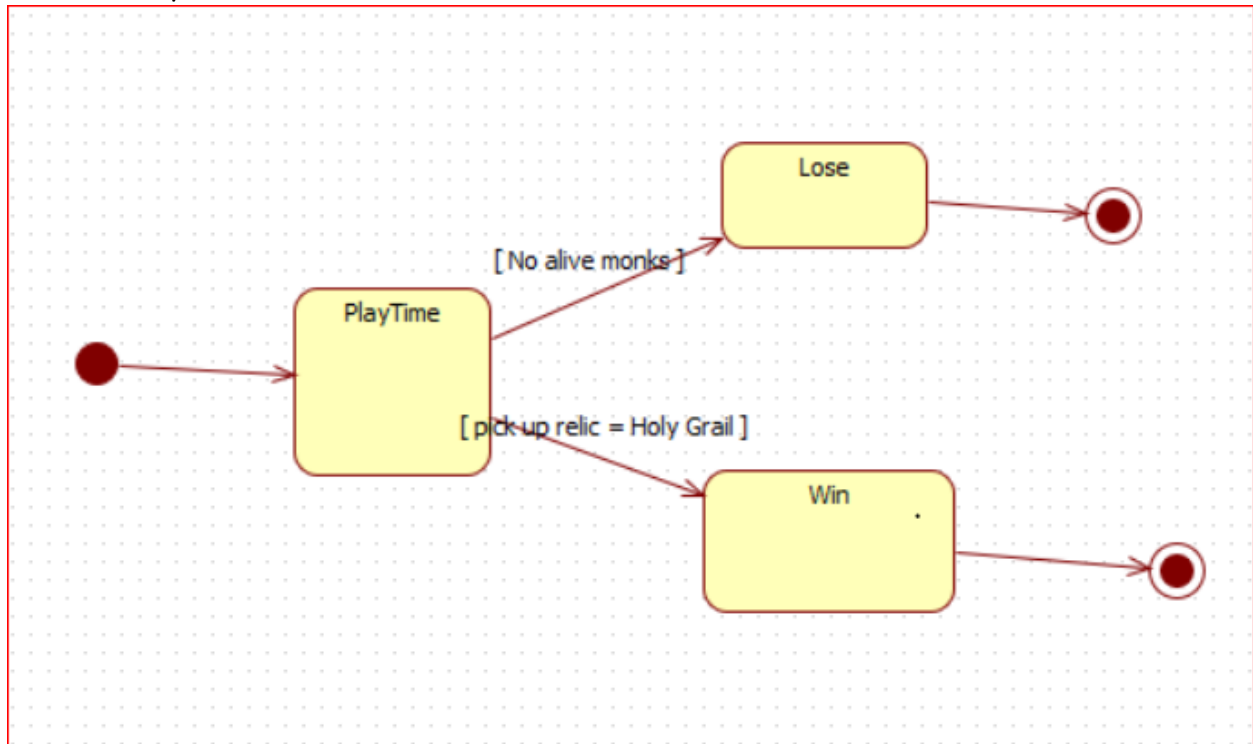 Lose
[ No alive monks ]
PlayTime
[ pick up relic = Holy Grail ]
Win